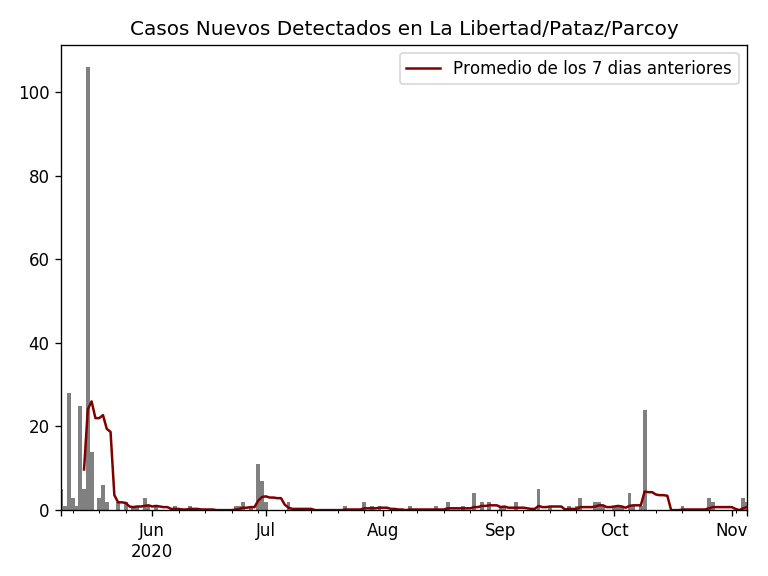 Casos Nuevos Detectados en La Libertad/Pataz/Parcoy
Promedio de los 7 dias anteriores
100
80
60
40
20
0
Jun Jul Aug Sep Oct Nov
2020